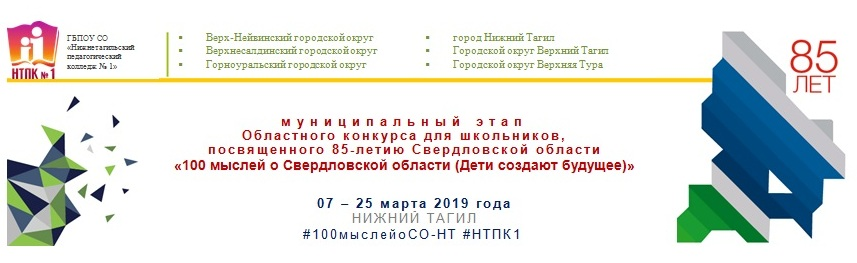 ГБПОУ СО
«Нижнетагильский
педагогический
колледж № 1»
НТПК №1
▪ Верх-Нейвинский городской округ
▪ Верхнесалдинский городской округ
▪ Горноуральский городской округ
▪ город Нижний Тагил
▪ Городской округ Верхний Тагил
▪ Городской округ Верхняя Тура
85
ЛЕТ
муниципальный этап
Областного конкурса для школьников,
посвященного 85-летию Свердловской области
«100 мыслей о Свердловской области (Дети создают будущее)»
07 – 25 марта 2019 года
НИЖНИЙ ТАГИЛ
#100мыслейоСО-НТ #НТПК1